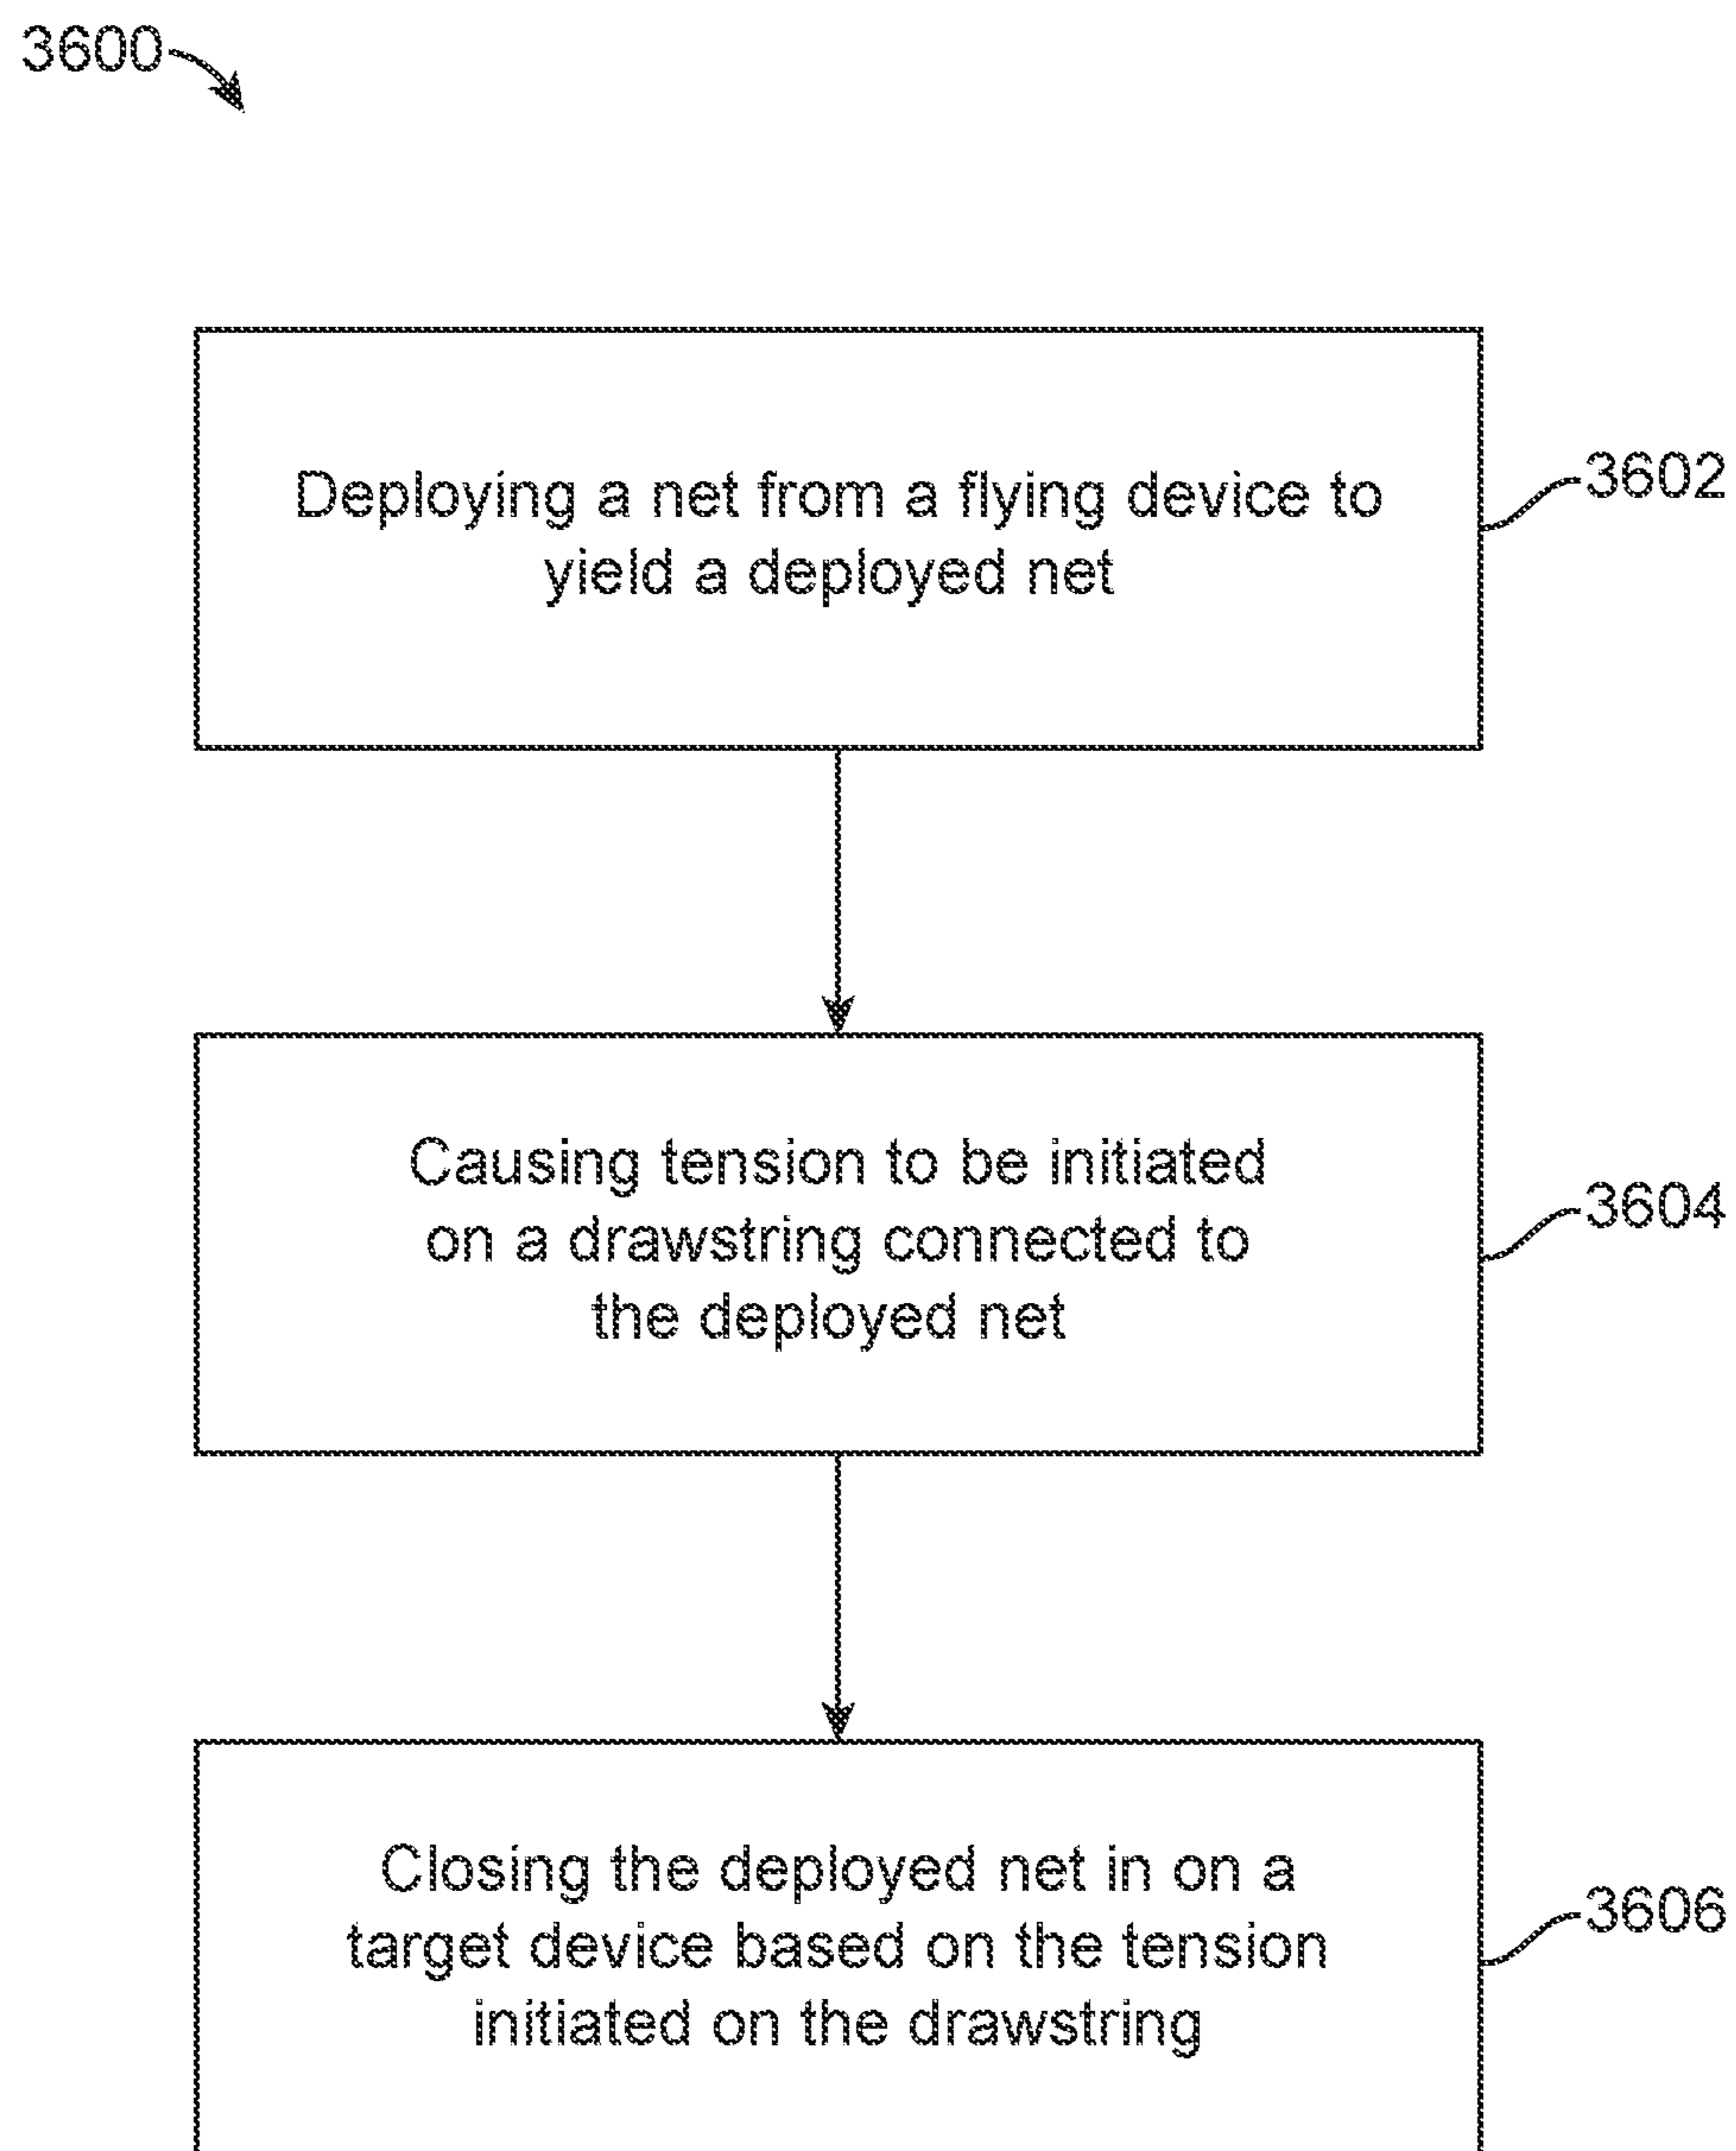 3600
Deploying a net from a flying device to
yield a deployed net
3602
Causing tension to be initiated
on a drawstring connected to
the deployed net
3604
Closing the deployed net in on a
target device based on the tension
initiated on the drawstring
3606